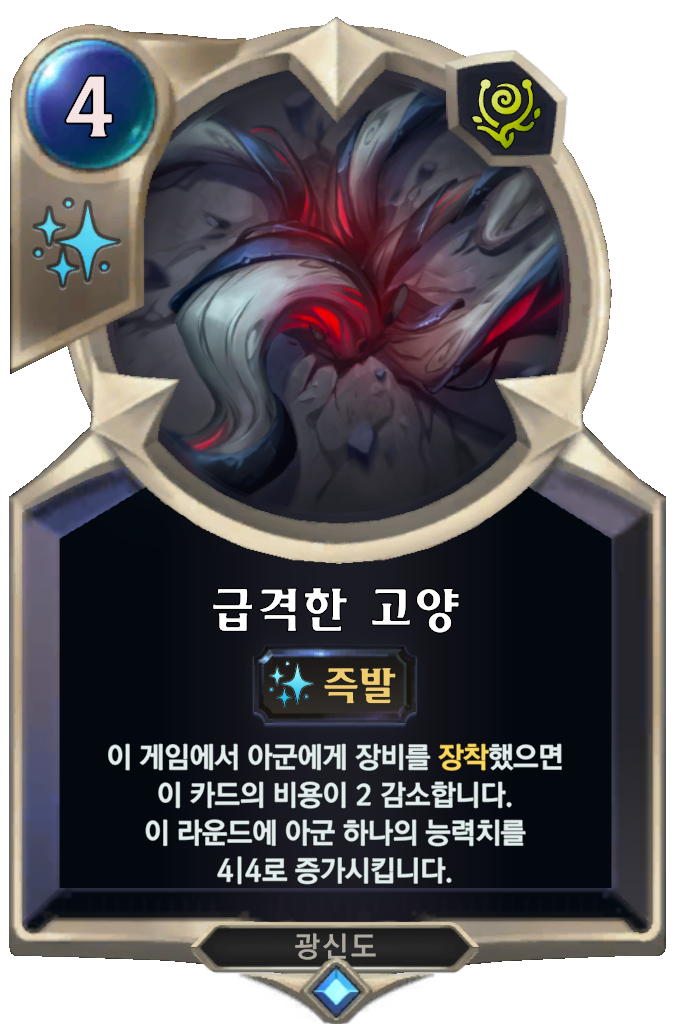 4
급격한 고양
즉발
이 게임에서 아군에게 장비를 장착했으면
이 카드의 비용이 2 감소합니다.
이 라운드에 아군 하나의 능력치를
4|4로 증가시킵니다.
광신도